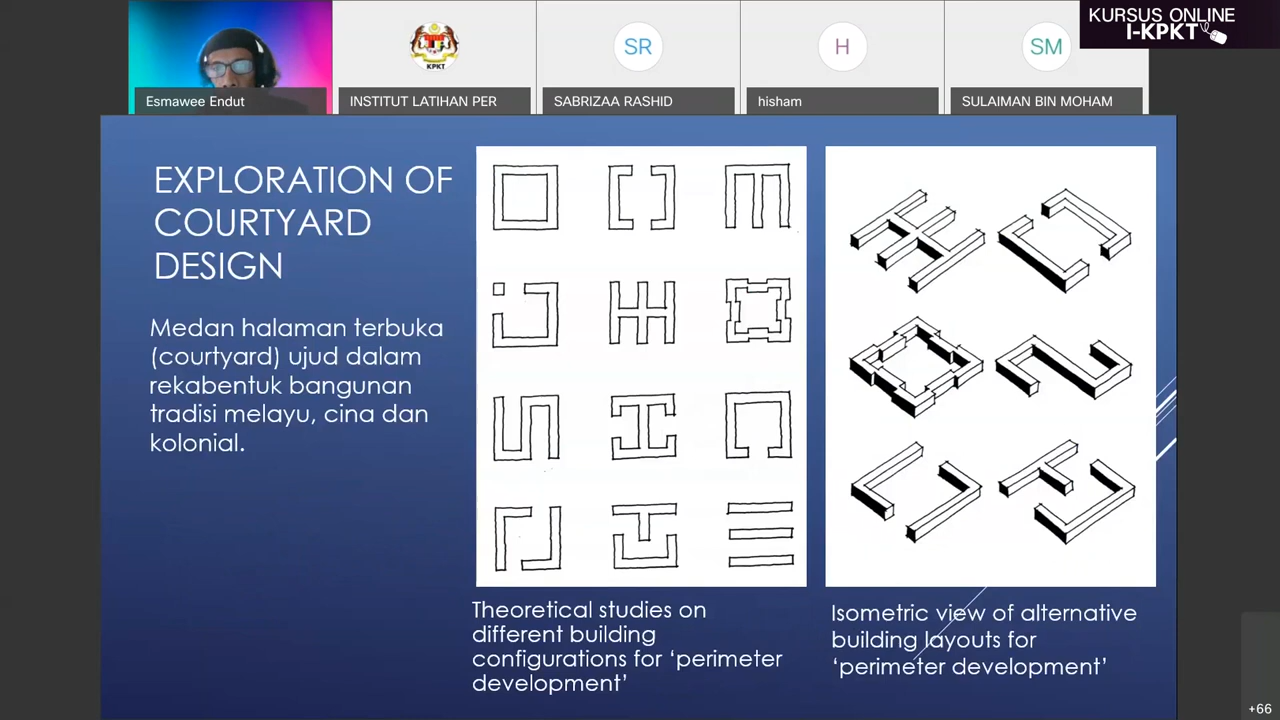 KURSUS ONLINE
I-KPKT
KPKT
SR
H
SM
Esmawee Endut
INSTITUT LATIHAN PER
SABRIZAA RASHID
hisham
SULAIMAN BIN MOHAM
EXPLORATION OF
COURTYARD
DESIGN
Medan halaman terbuka
(courtyard) ujud dalam
rekabentuk bangunan
tradisi melayu, cina dan
kolonial.
Theoretical studies on
different building
configurations for ‘perimeter
development’
Isometric view of alternative
building layouts for
‘perimeter development’
+66